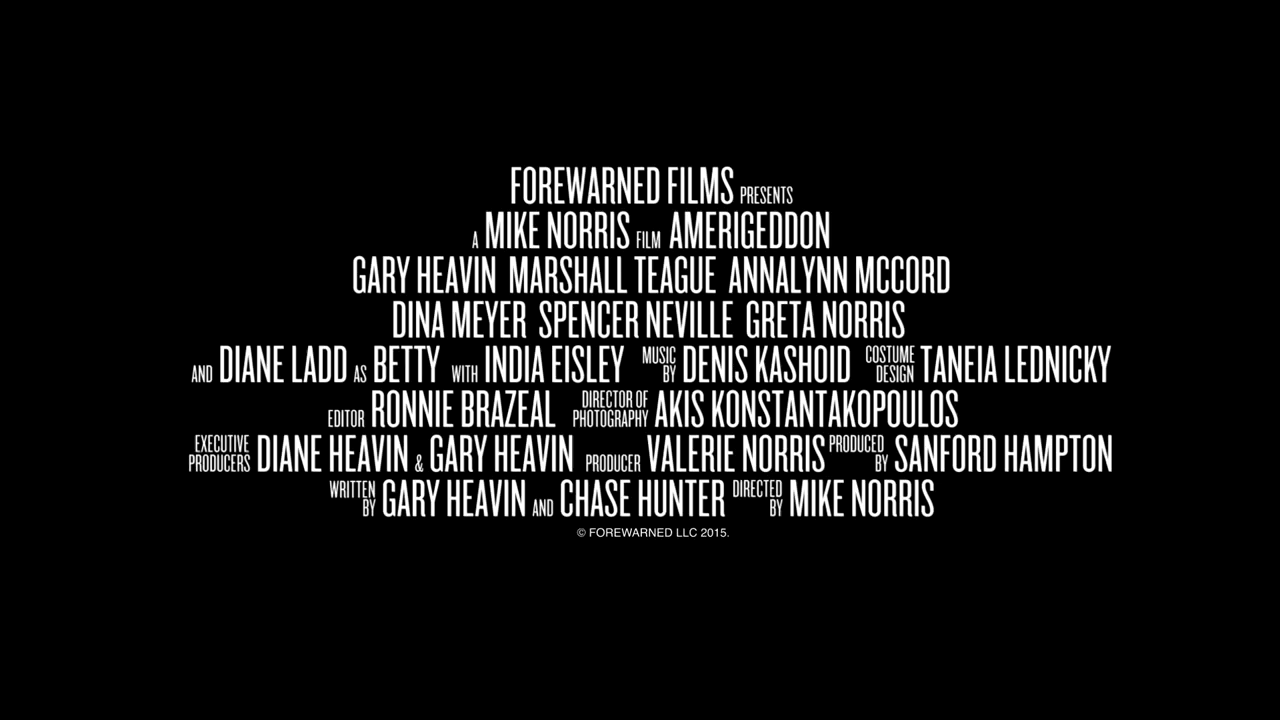 FOREWARNED FILMS PRESENTS
A MIKE NORRIS FILM AMERIGEDDON
GARY HEAVIN MARSHALL TEAGUE ANNALYNN MCCORD
DINA MEYER SPENCER NEVILLE GRETA NORRIS
AND DIANE LADD AS BETTY WITH INDIA EISLEY MUSIC BY DENIS KASHOID COSTUME DESIGN TANEIA LEDNICKY
EDITOR RONNIE BRAZEAL DIRECTOR OF PHOTOGRAPHY AKIS KONSTANTAKOPOULOS
EXECUTIVE PRODUCERS DIANE HEAVIN & GARY HEAVIN PRODUCER VALERIE NORRIS PRODUCED BY SANFORD HAMPTON
WRITTEN BY GARY HEAVIN AND CHASE HUNTER DIRECTED BY MIKE NORRIS
© FOREWARNED LLC 2015.